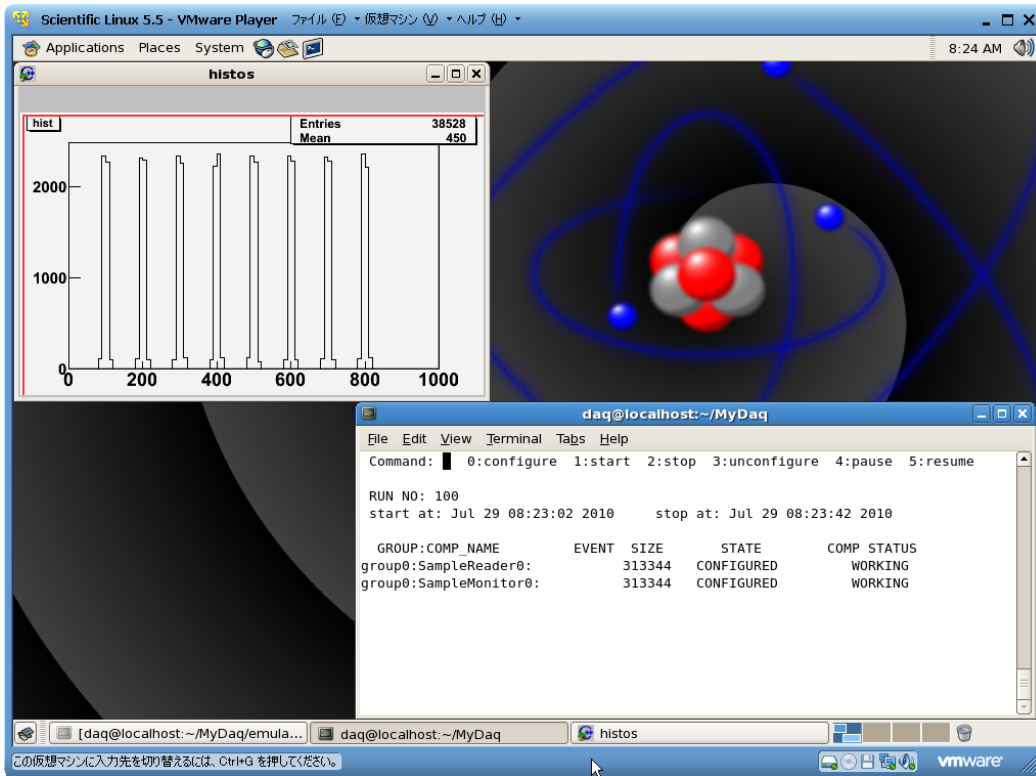 Scientific Linux 5.5 - VMware Player ファイル (F) 仮想マシン (V) ヘルプ (H)
Applications Places System 8:24 AM
histos
hist
Entries 38528
Mean 450
2000
1000
0
0 200 400 600 800 1000
daq@localhost:~/MyDaq
File Edit View Terminal Tabs Help
Command: 0:configure 1:start 2:stop 3:unconfigure 4:pause 5:resume
RUN NO: 100
start at: Jul 29 08:23:02 2010 stop at: Jul 29 08:23:42 2010
GROUP:COMP_NAME EVENT SIZE STATE COMP STATUS
group0:SampleReader0: 313344 CONFIGURED WORKING
group0:SampleMonitor0: 313344 CONFIGURED WORKING
[daq@localhost:~/MyDaq/emula... daq@localhost:~/MyDaq histos
この仮想マシンに入力先を切り替えるには、Ctrl+G を押してください。 vmware